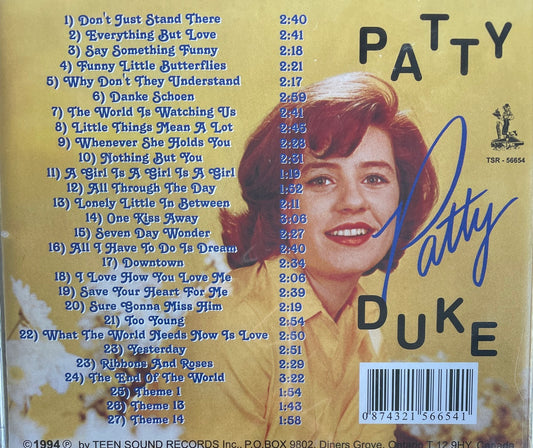 1) Don't Just Stand There 2:40
2) Everything But Love 2:41
3) Say Something Funny 2:18
4) Funny Little Butterflies 2:21
5) Why Don't They Understand 2:17
6) Danke Schoen 2:59
7) The World Is Watching Us 2:41
8) Little Things Mean A Lot 2:45
9) Whenever She Holds You 2:28
10) Nothing But You 2:31
11) A Girl Is A Girl Is A Girl 1:19
12) All Through The Day 1:52
13) Lonely Little In Between 2:11
14) One Kiss Away 3:06
15) Seven Day Wonder 2:27
16) All I Have To Do Is Dream 2:40
17) Downtown 2:34
18) I Love How You Love Me 2:06
19) Save Your Heart For Me 2:39
20) Sure Gonna Miss Him 2:19
21) Too Young 2:54
22) What The World Needs Now Is Love 2:50
23) Yesterday 2:51
23) Ribbons And Roses 2:29
24) The End Of The World 3:22
25) Theme 1 1:54
26) Theme 13 1:43
27) Theme 14 1:58
PATTY
DUKE
TSR - 56654
Patty
0 874321 566541
©1994 ℗ by TEEN SOUND RECORDS Inc., P.O.BOX 9802, Diners Grove, Ontario T-12 9HY, Canada